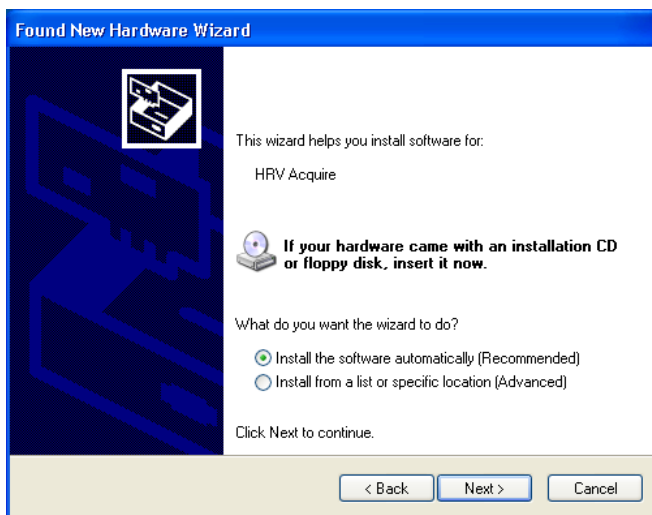 Found New Hardware Wizard
This wizard helps you install software for:
HRV Acquire
If your hardware came with an installation CD
or floppy disk, insert it now.
What do you want the wizard to do?
Install the software automatically (Recommended)
Install from a list or specific location (Advanced)
Click Next to continue.
< Back Next > Cancel